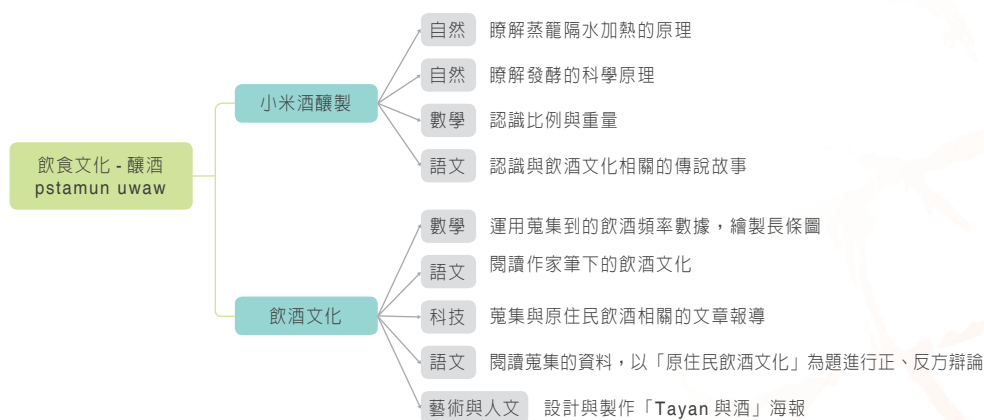 飲食文化 - 釀酒
pstamun uwaw
小米酒釀製
自然 瞭解蒸籠隔水加熱的原理
自然 瞭解發酵的科學原理
數學 認識比例與重量
語文 認識與飲酒文化相關的傳說故事
飲酒文化
數學 運用蒐集到的飲酒頻率數據，繪製長條圖
語文 閱讀作家筆下的飲酒文化
科技 蒐集與原住民飲酒相關的文章報導
語文 閱讀蒐集的資料，以「原住民飲酒文化」為題進行正、反方辯論
藝術與人文 設計與製作「Tayan 與酒」海報